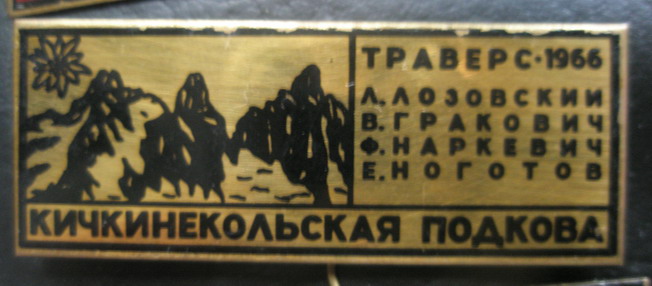 ТРАВЕРС·1966
Л.ЛОЗОВСКИЙ
В.ГРАКОВИЧ
Ф.НАРКЕВИЧ
Е.НОГОТОВ
КИЧКИНЕКОЛЬСКАЯ ПОДКОВА